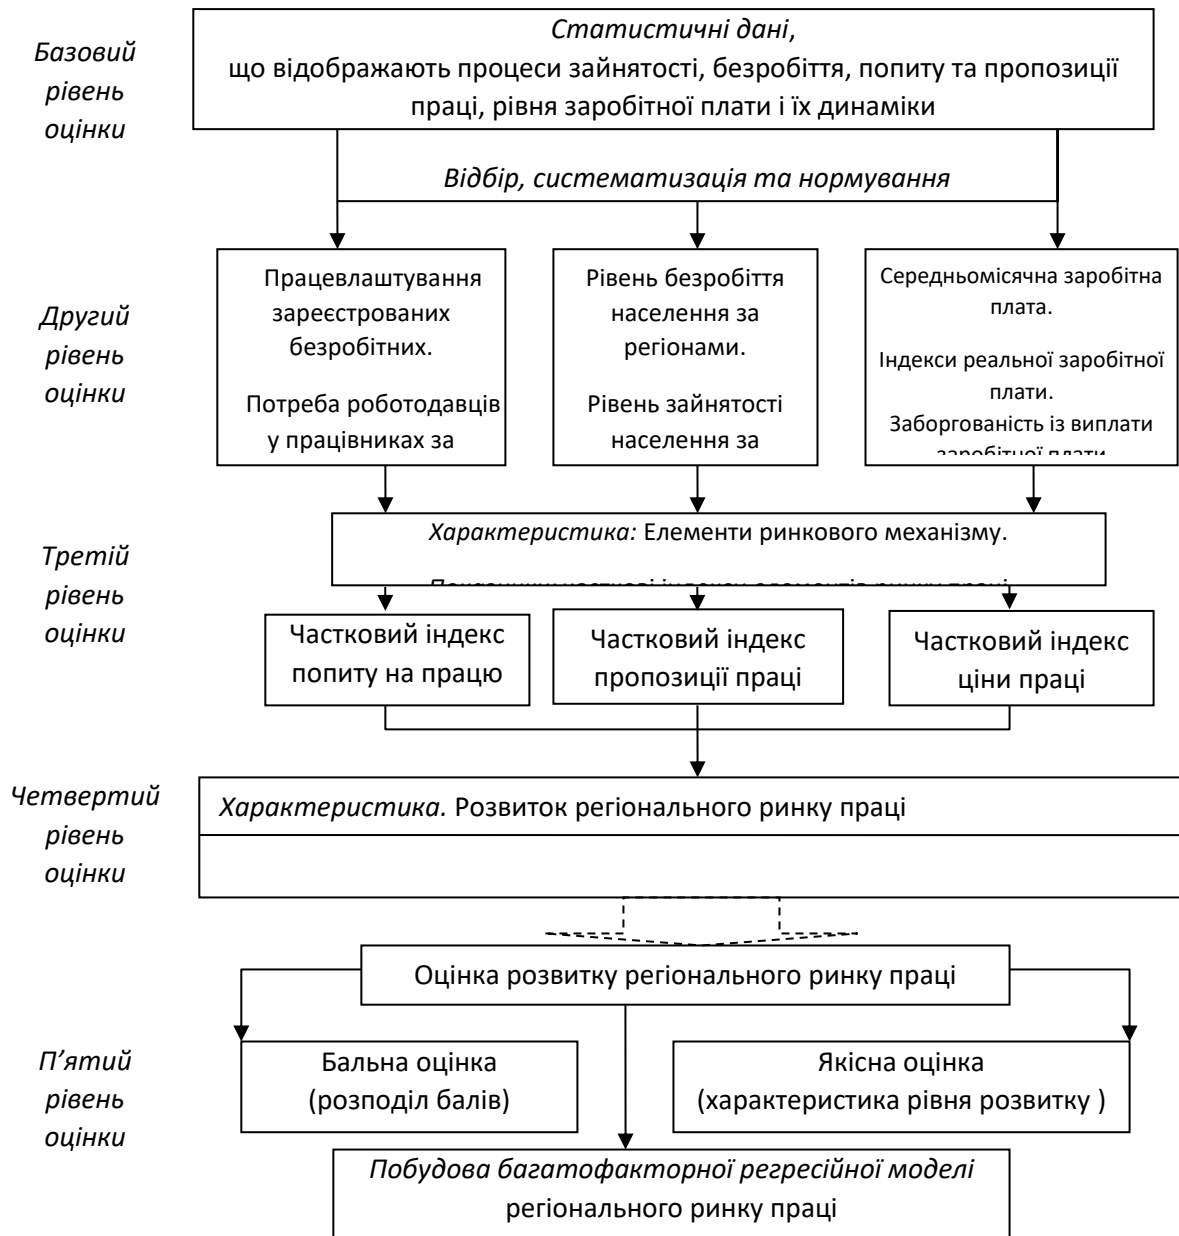 Базовий
рівень
оцінки
Статистичні дані,
що відображають процеси зайнятості, безробіття, попиту та пропозиції
праці, рівня заробітної плати і їх динаміки
Відбір, систематизація та нормування
Другий
рівень
оцінки
Працевлаштування
зареєстрованих
безробітних.
Потреба роботодавців
у працівниках за
Рівень безробіття
населення за
регіонами.
Рівень зайнятості
населення за
Середньомісячна заробітна
плата.
Індекси реальної заробітної
плати.
Заборгованість із виплати
заробітної плати
Третій
рівень
оцінки
Характеристика: Елементи ринкового механізму.
Частковий індекс
попиту на працю
Частковий індекс
пропозиції праці
Частковий індекс
ціни праці
Четвертий
рівень
оцінки
Характеристика. Розвиток регіонального ринку праці
Оцінка розвитку регіонального ринку праці
П’ятий
рівень
оцінки
Бальна оцінка
(розподіл балів)
Якісна оцінка
(характеристика рівня розвитку )
Побудова багатофакторної регресійної моделі
регіонального ринку праці